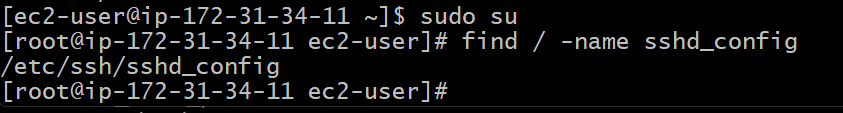 [ec2-user@ip-172-31-34-11 ~]$ sudo su
[root@ip-172-31-34-11 ec2-user]# find / -name sshd_config
/etc/ssh/sshd_config
[root@ip-172-31-34-11 ec2-user]#